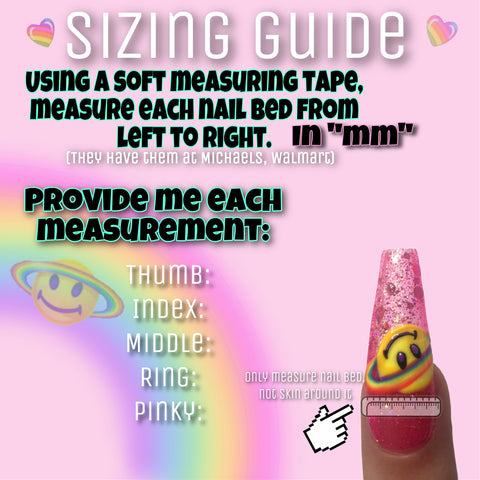 Sizing Guide
Using a soft measuring tape,
measure each nail bed from
left to right. In "mm"
(They have them at Michaels, Walmart)
Provide me each
measurement:
Thumb:
Index:
Middle:
Ring:
Pinky:
only measure nail bed,
not skin around it